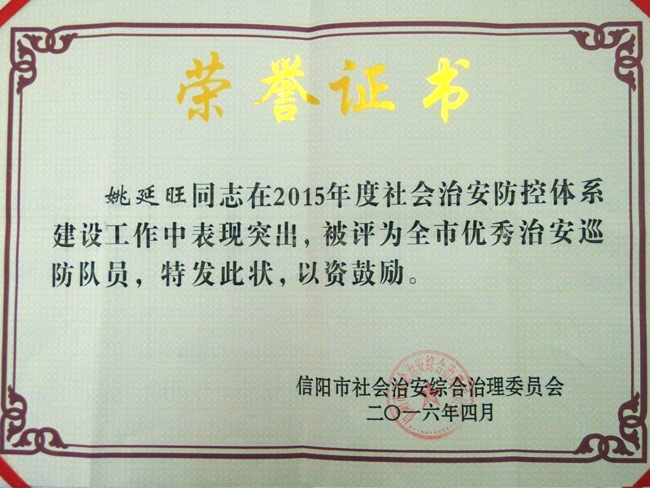 荣誉证书
姚延旺同志在2015年度社会治安防控体系
建设工作中表现突出，被评为全市优秀治安巡
防队员，特发此状，以资鼓励。
信阳市社会治安综合治理委员会
二〇一六年四月